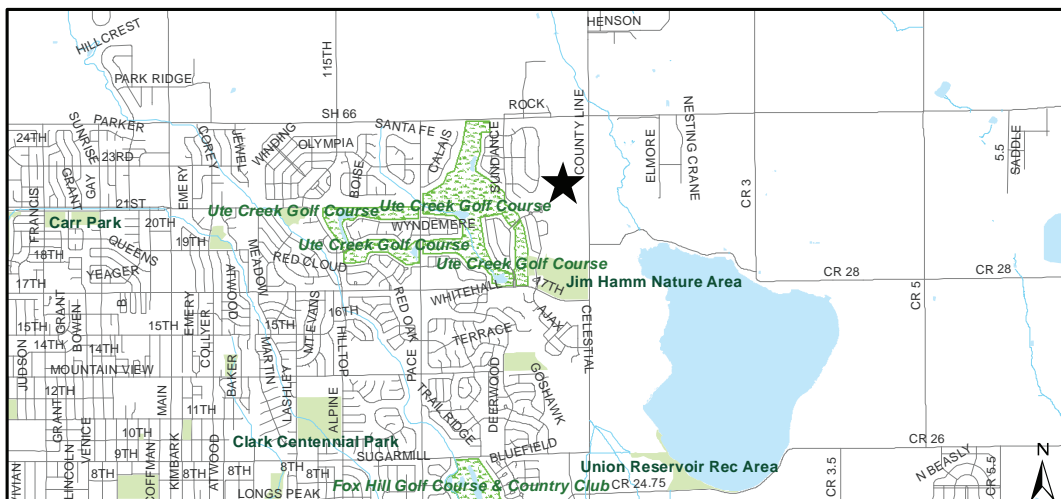 HENSON
HILLCREST
115TH
PARK RIDGE
ROCK
COUNTY LINE
NESTING CRANE
SH 66
PARKER
SANTA FE
24TH
SUNRISE
COREY
JEWEL
WINDING
OLYMPIA
CALAIS
SUNDANCE
ELMORE
5.5
SADDLE
23RD
GRANT
GAY
EMERY
BOISE
CR 3
FRANCIS
21ST
Ute Creek Golf Course
Ute Creek Golf Course
Carr Park
20TH
WYNDEMERE
19TH
QUEENS
18TH
YEAGER
MEADOW
RED CLOUD
Ute Creek Golf Course
Ute Creek Golf Course
CR 28
CR 28
17TH
ATWOOD
WHITEHALL
17TH
Jim Hamm Nature Area
CR 5
B
GRANT
BOWEN
EMERY
COLLYER
MT EVANS
RED OAK
16TH
15TH
15TH
15TH
HILLTOP
AJAX
CELESTIAL
TERRACE
14TH
14TH
JUDSON
MARTIN
PACE
MOUNTAIN VIEW
BAKER
LASHLEY
GOSHAWK
12TH
MAIN
11TH
ALPINE
TRAIL RIDGE
DEERWOOD
GRANT
VENICE
10TH
Clark Centennial Park
CR 26
9TH
SUGARMILL
BLUEFIELD
N
8TH
8TH
8TH
8TH
8TH
LINCOLN
COFFMAN
KIMBARK
ATWOOD
Union Reservoir Rec Area
CR 3.5
N BEASLY
CR 5.5
LONGS PEAK
Fox Hill Golf Course & Country Club
CR 24.75